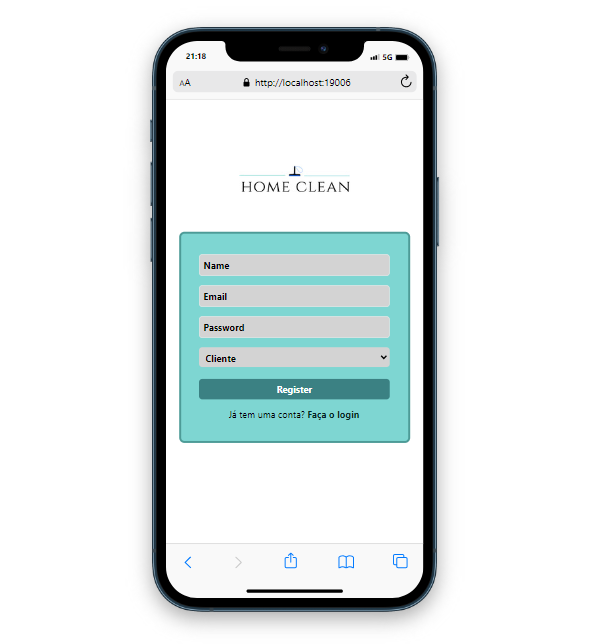 21:18
5G
AA
http://localhost:19006
HOME CLEAN
Name
Email
Password
Cliente
Register
Já tem uma conta? Faça o login